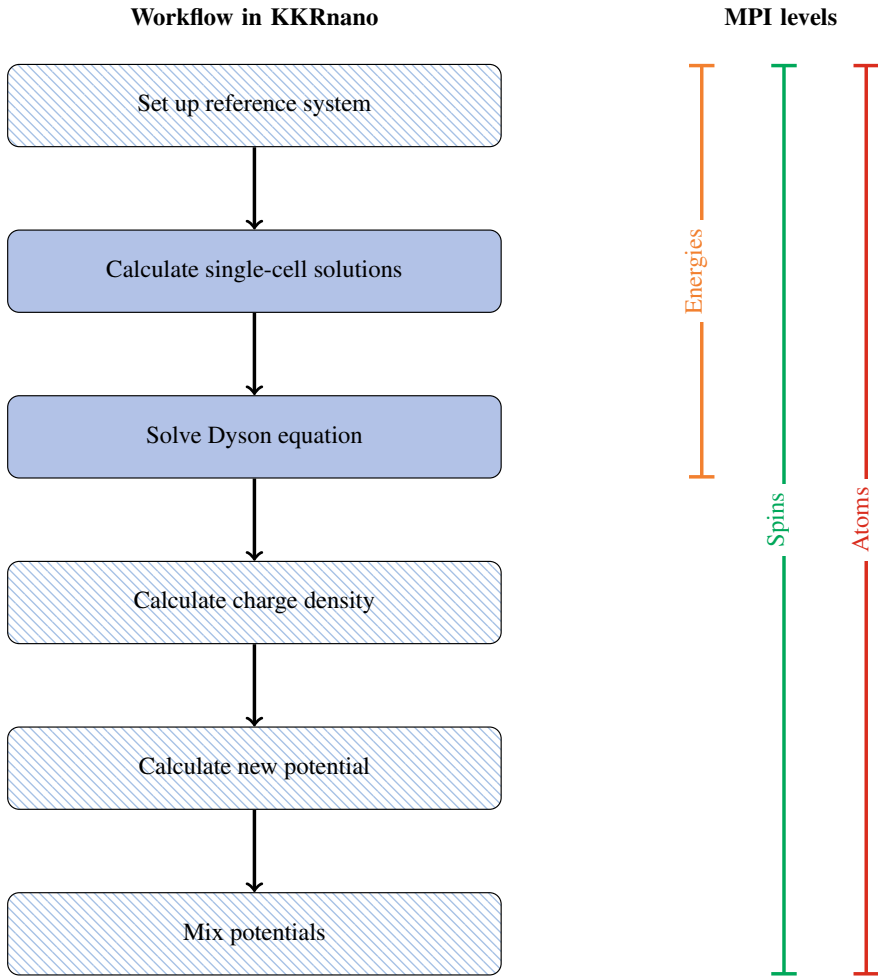 Workflow in KKRnano
MPI levels
Set up reference system
Calculate single-cell solutions
Solve Dyson equation
Calculate charge density
Calculate new potential
Mix potentials
Energies
Spins
Atoms